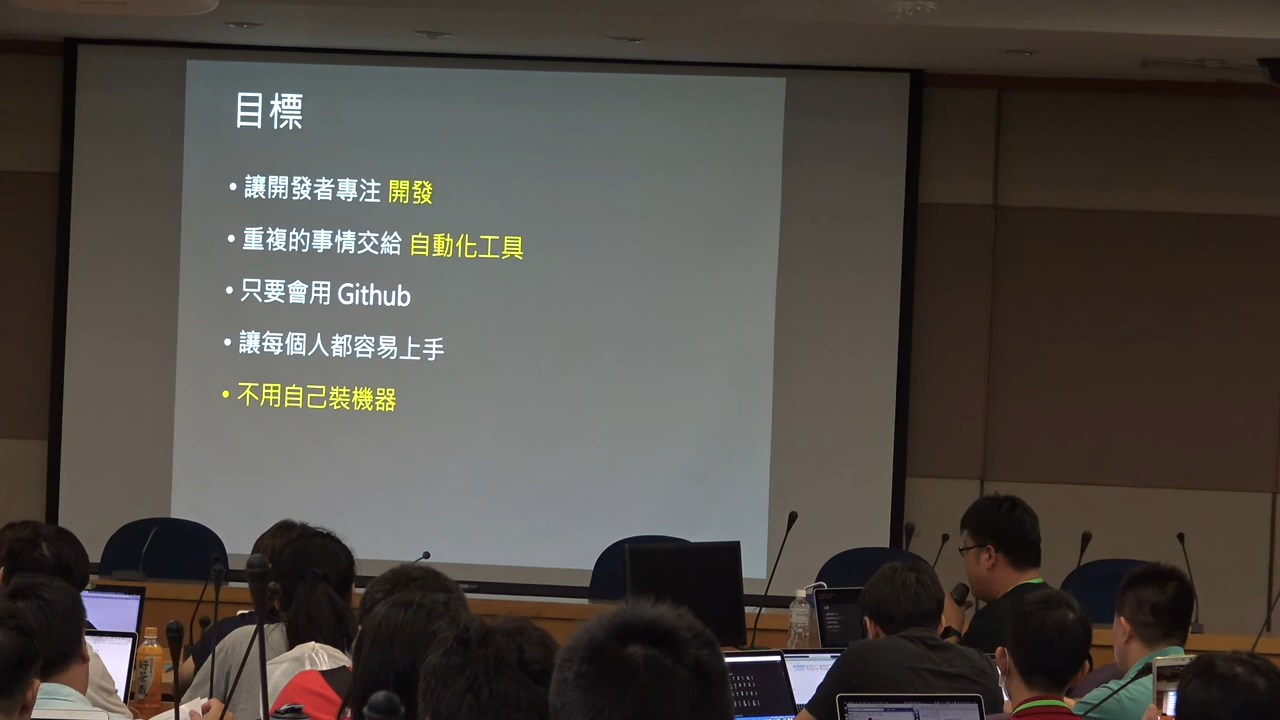 目標
• 讓開發者專注 開發
• 重複的事情交給 自動化工具
• 只要會用 Github
• 讓每個人都容易上手
• 不用自己裝機器